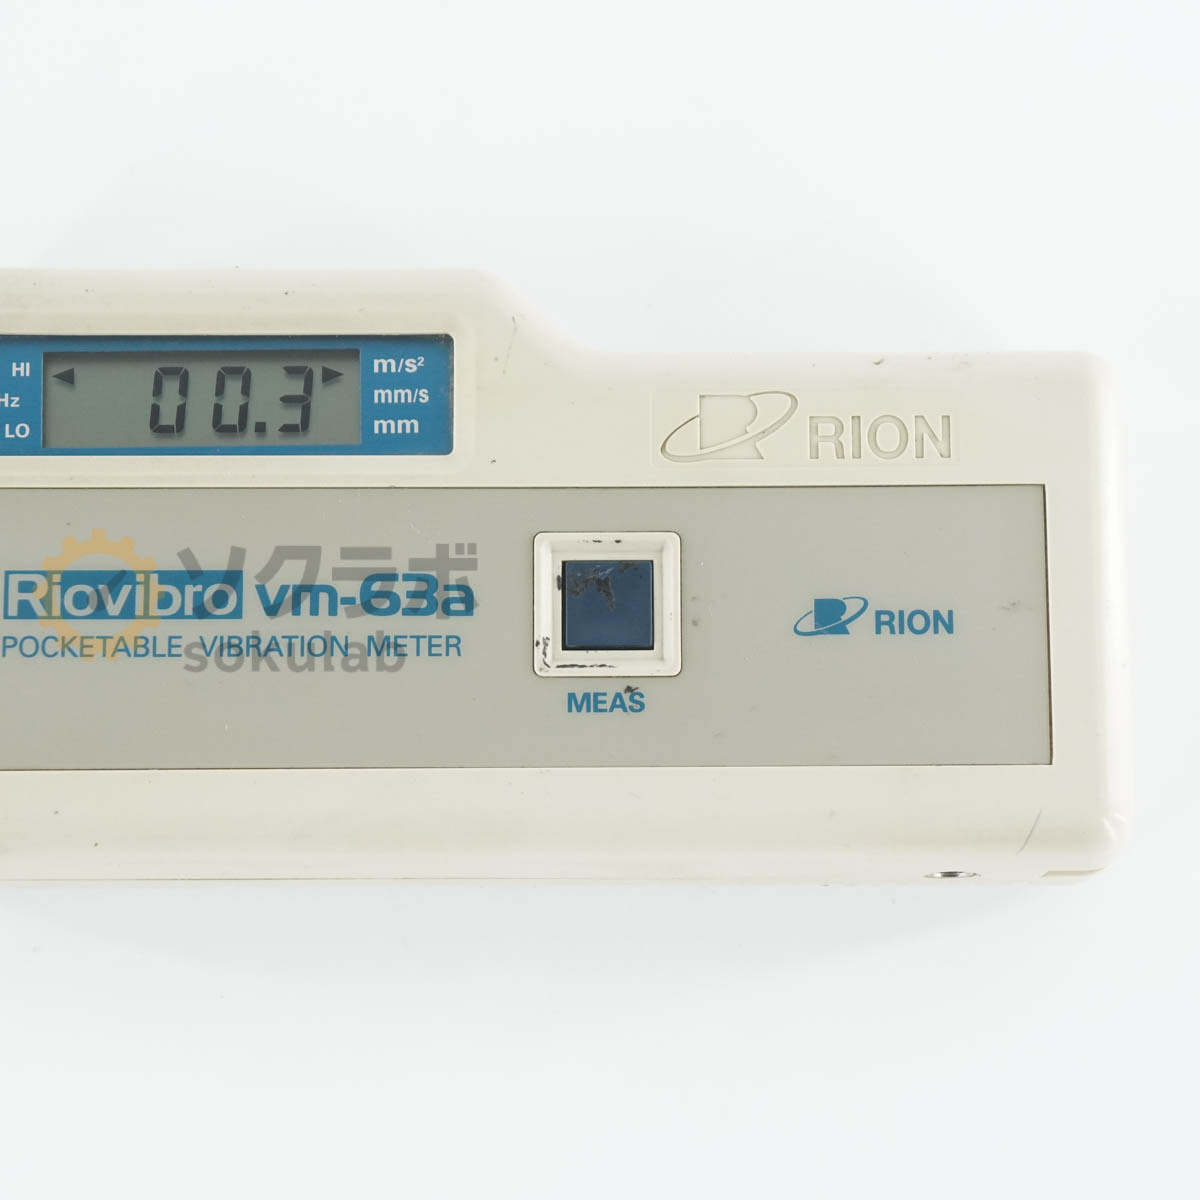 HI
Hz
LO
00.3
m/s²
mm/s
mm
RION
ソクラボ
sokulab
Riovibro vm-63a
POCKETABLE VIBRATION METER
MEAS
RION